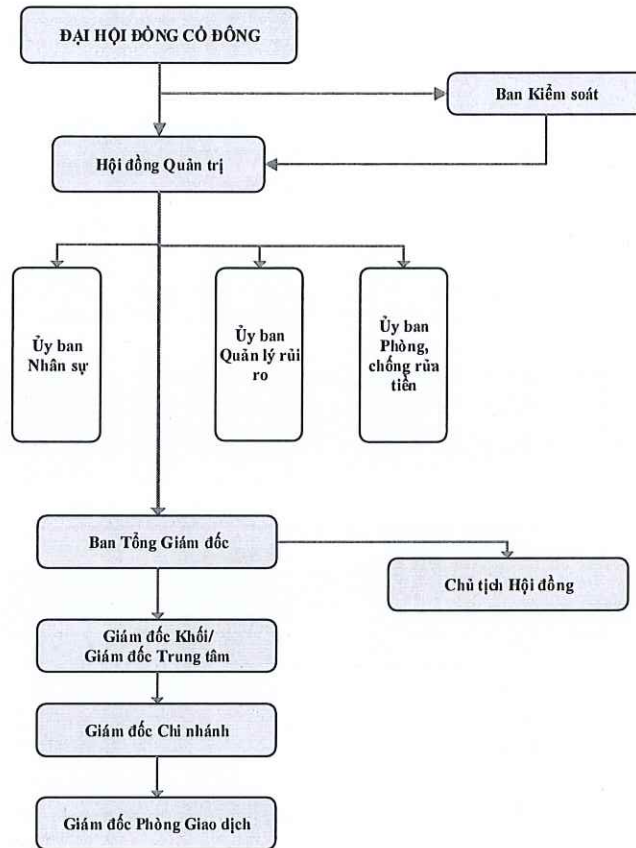 ĐẠI HỘI ĐỒNG CỔ ĐÔNG
Ban Kiểm soát
Hội đồng Quản trị
Ủy ban
Nhân sự
Ủy ban
Quản lý rủi
ro
Ủy ban
Phòng,
chống rửa
tiền
Ban Tổng Giám đốc
Chủ tịch Hội đồng
Giám đốc Khối/
Giám đốc Trung tâm
Giám đốc Chi nhánh
Giám đốc Phòng Giao dịch